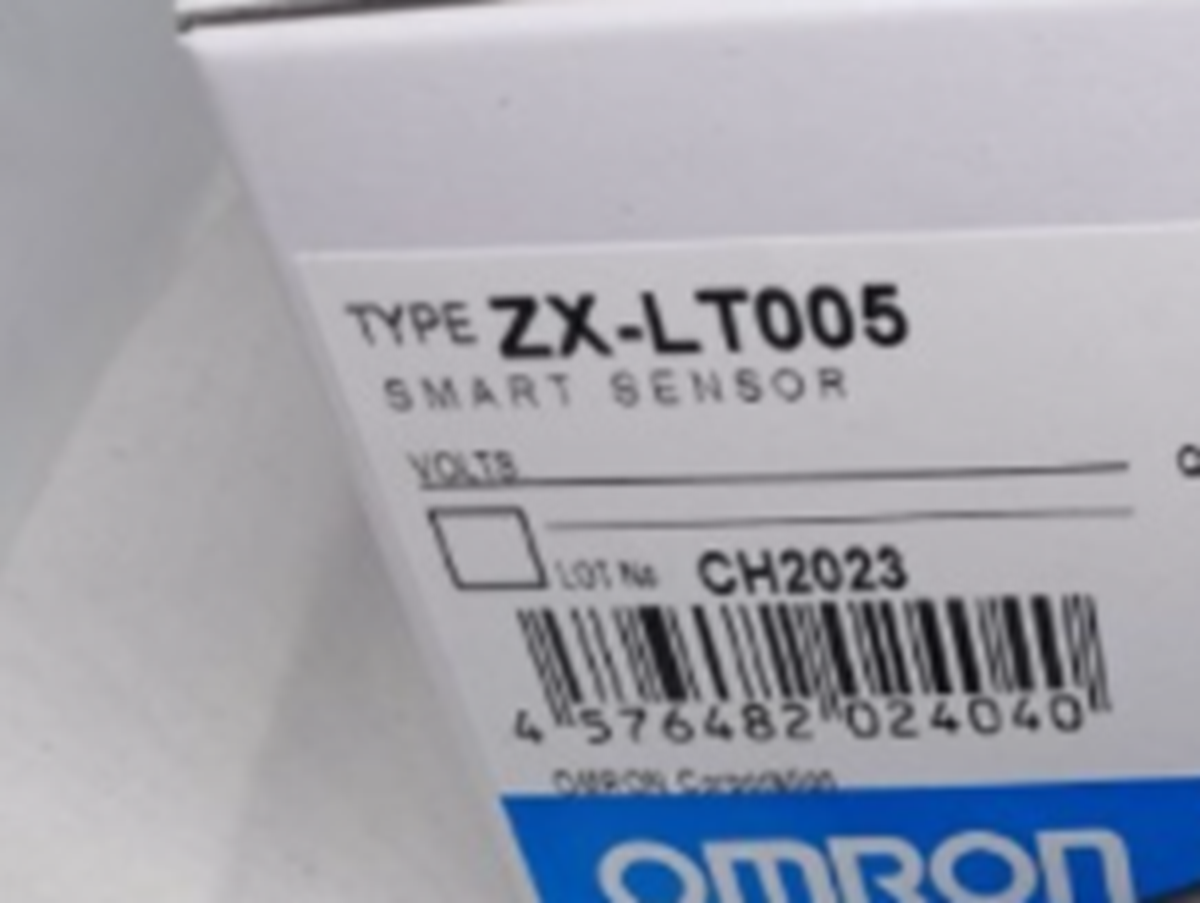 TYPE ZX-LT005
SMART SENSOR
VOLTS
LOT No CH2023
4 576482 024040
OMRON Corporation
OMRON